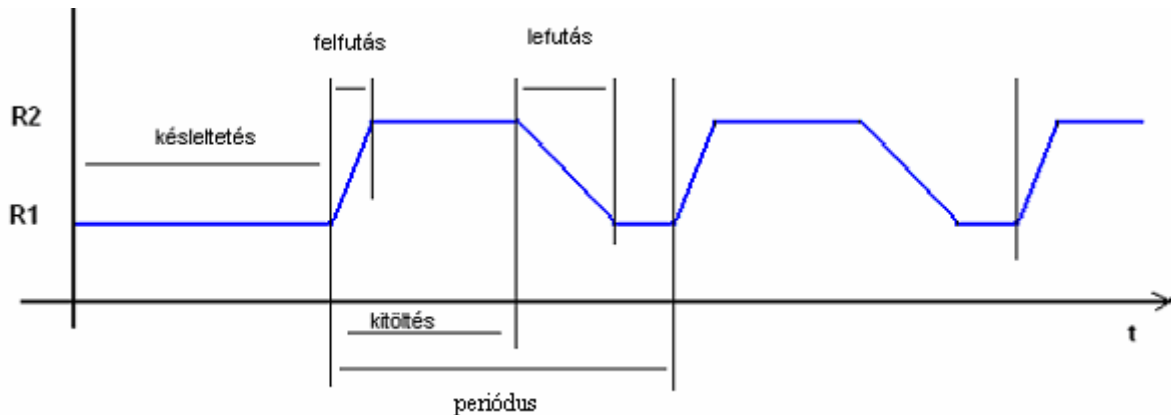 felfutás
lefutás
R2
késleltetés
R1
kitöltés
t
periódus